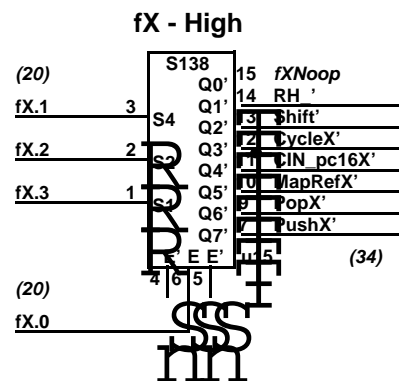 fX - High
(20)
S138
Q0' 15 fXNoop
14 RH_'
fX.1 3 S4 Q1' 13 Shift'
Q2' 12 CycleX'
fX.2 2 S2 Q3' 11 CIN_pc16X'
Q4' 10 MapRefX'
fX.3 1 S1 Q5' 9 PopX'
Q6' 7 PushX'
Q7'
E' E E' u15 (34)
4 6 5
(20)
fX.0